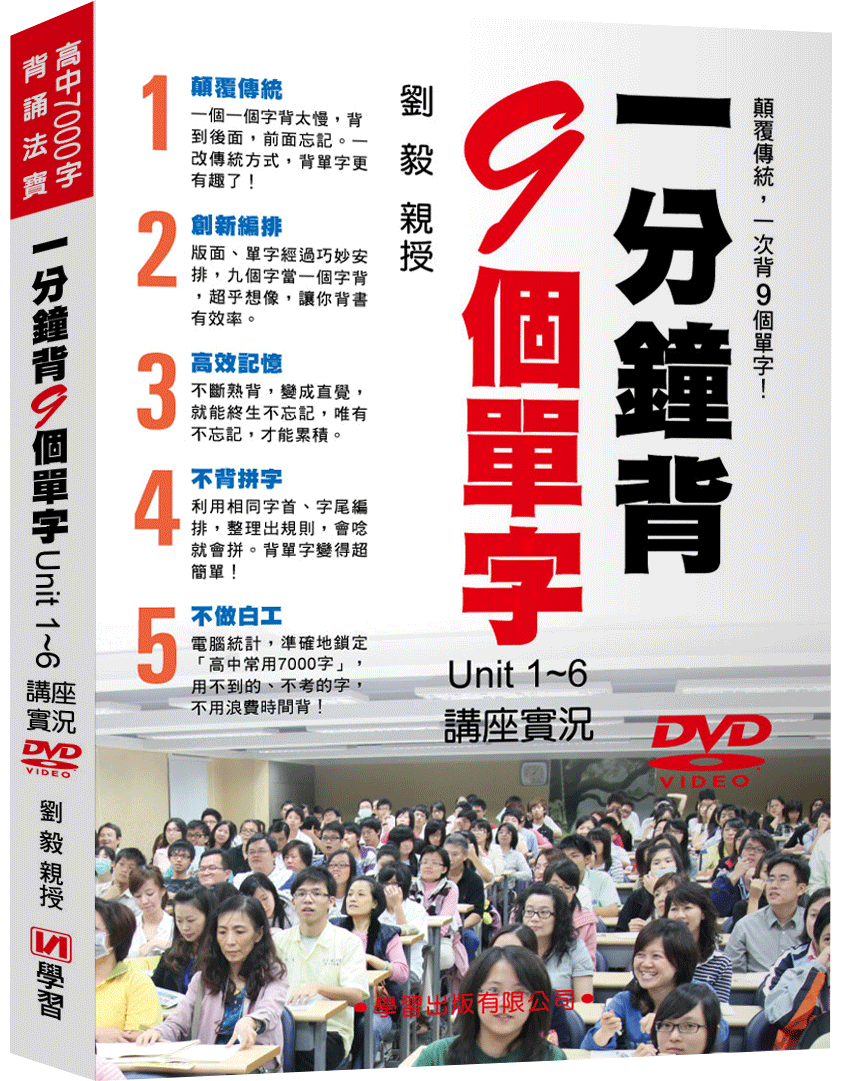 高中7000字
背誦法寶
一分鐘背9個單字 Unit 1~6
講座
實況
DVD
VIDEO
劉毅親授
學習
顛覆傳統，一次背9個單字！
一分鐘背
9個單字
Unit 1~6
講座實況
DVD
VIDEO
劉毅親授
1 顛覆傳統
一個一個字背太慢，背
到後面，前面忘記。一
改傳統方式，背單字更
有趣了！
2 創新編排
版面、單字經過巧妙安
排，九個字當一個字背
，超乎想像，讓你背書
有效率。
3 高效記憶
不斷熟背，變成直覺，
就能終生不忘記，唯有
不忘記，才能累積。
4 不背拼字
利用相同字首、字尾編
排，整理出規則，會唸
就會拼。背單字變得超
簡單！
5 不做白工
電腦統計，準確地鎖定
「高中常用7000字」，
用不到的、不考的字，
不用浪費時間背！
•學習出版有限公司•